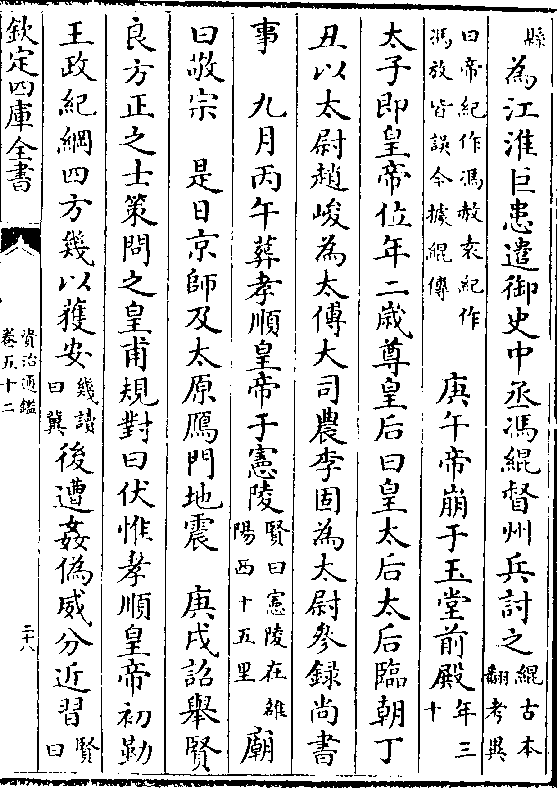 縣為江淮巨患遣御史中丞馮緄督州兵討之緄古本翻考異
曰帝紀作馮赦袁紀作馮放皆誤今據緄傳 庚午帝崩于玉堂前殿年三十
太子即皇帝位年二歲尊皇后曰皇太后太后臨朝丁
丑以太尉趙峻為太傅大司農李固為太尉參録尚書
事 九月丙午葬孝順皇帝于憲陵賢曰憲陵在雒陽西十五里廟
曰敬宗 是日京師及太原鴈門地震 庚戌詔舉賢
良方正之士策問之皇甫規對曰伏惟孝順皇帝初勤
王政紀綱四方幾以獲安幾讀曰冀後遭姦偽威分近習賢曰
欽定四庫全書
資治通鑑
卷五十二
二十八